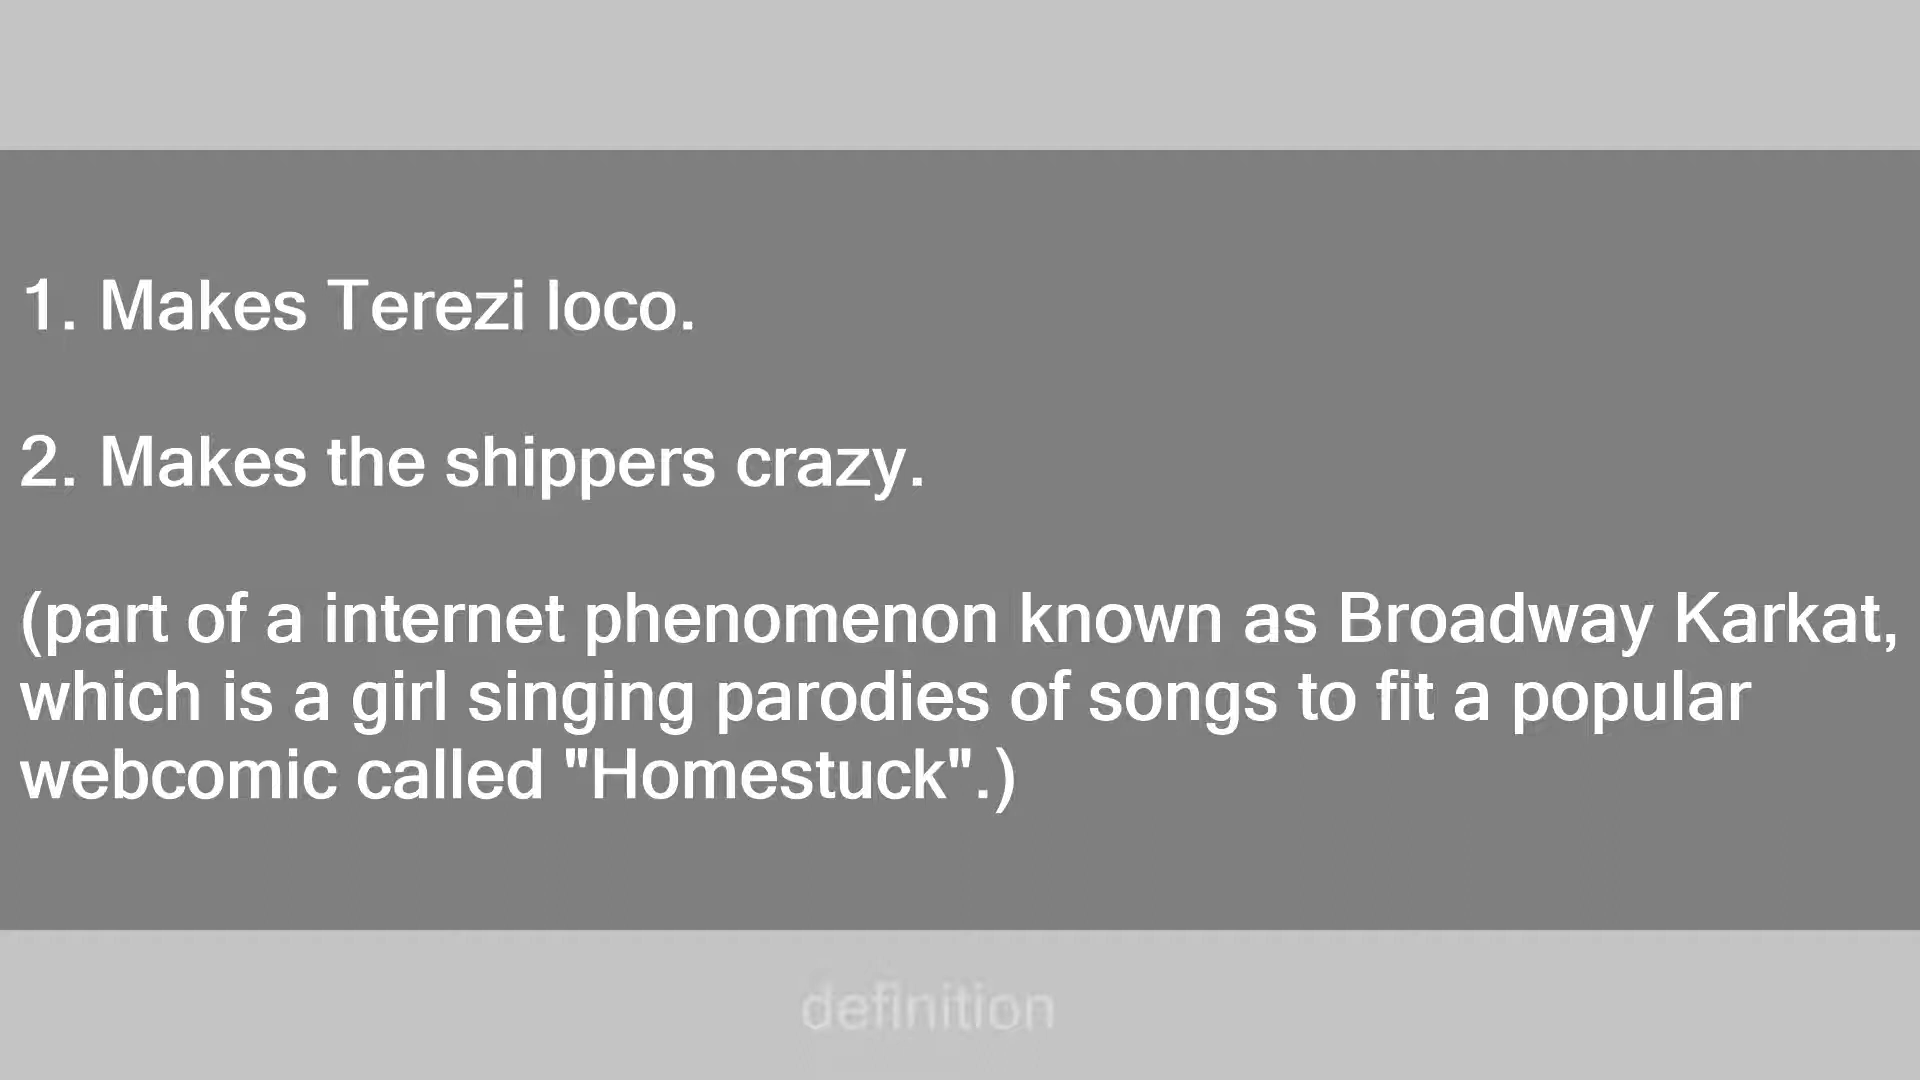 1. Makes Terezi loco.
2. Makes the shippers crazy.
(part of a internet phenomenon known as Broadway Karkat,
which is a girl singing parodies of songs to fit a popular
webcomic called "Homestuck".)
definition